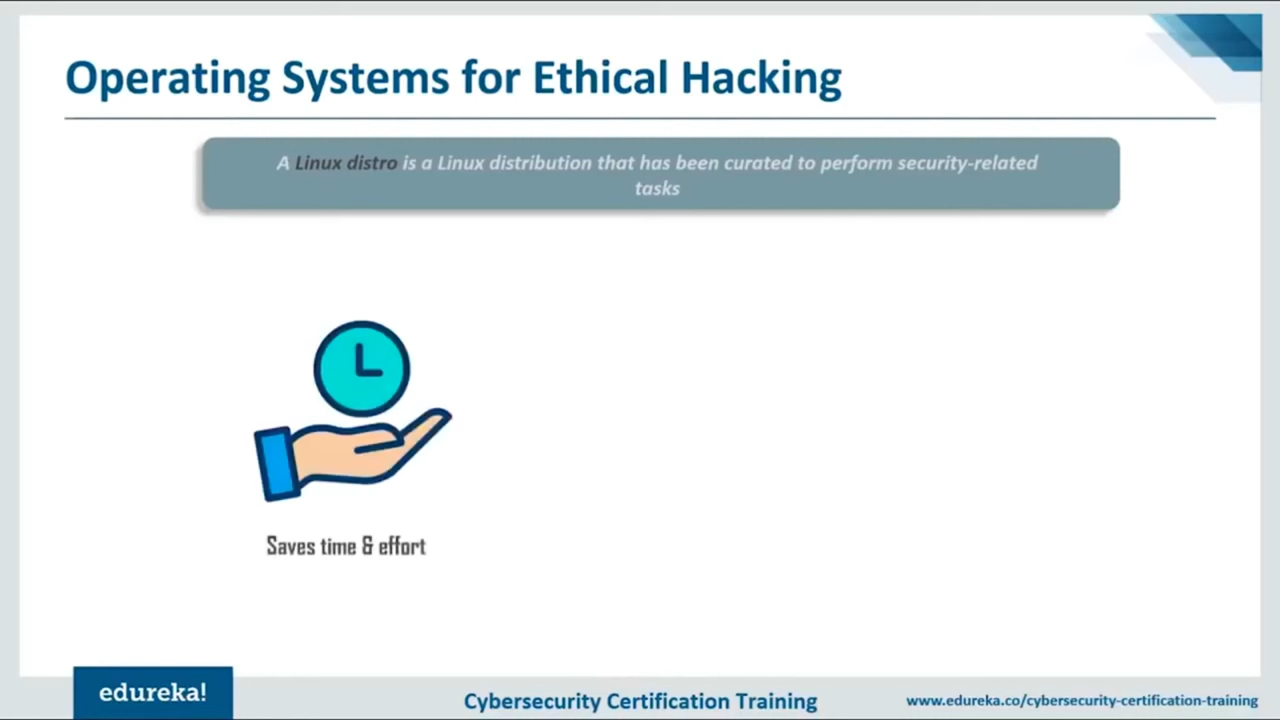 Operating Systems for Ethical Hacking
A Linux distro is a Linux distribution that has been curated to perform security-related
tasks
Saves time & effort
edureka!
Cybersecurity Certification Training
www.edureka.co/cybersecurity-certification-training